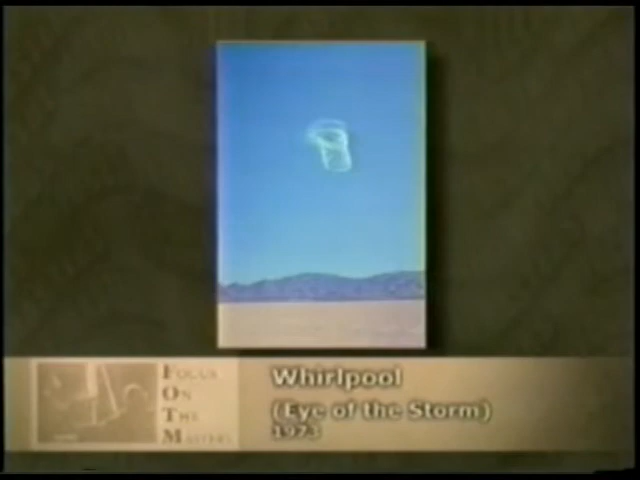 Focus
On
The
Masters
Whirlpool
(Eye of the Storm)
1973